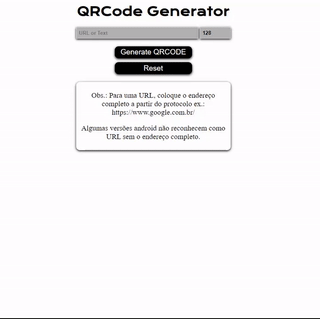 QRCode Generator
URL or Text
128
Generate QRCODE
Reset
Obs.: Para uma URL, coloque o endereço
completo a partir do protocolo ex.:
https://www.google.com.br/
Algumas versões android não reconhecem como
URL sem o endereço completo.